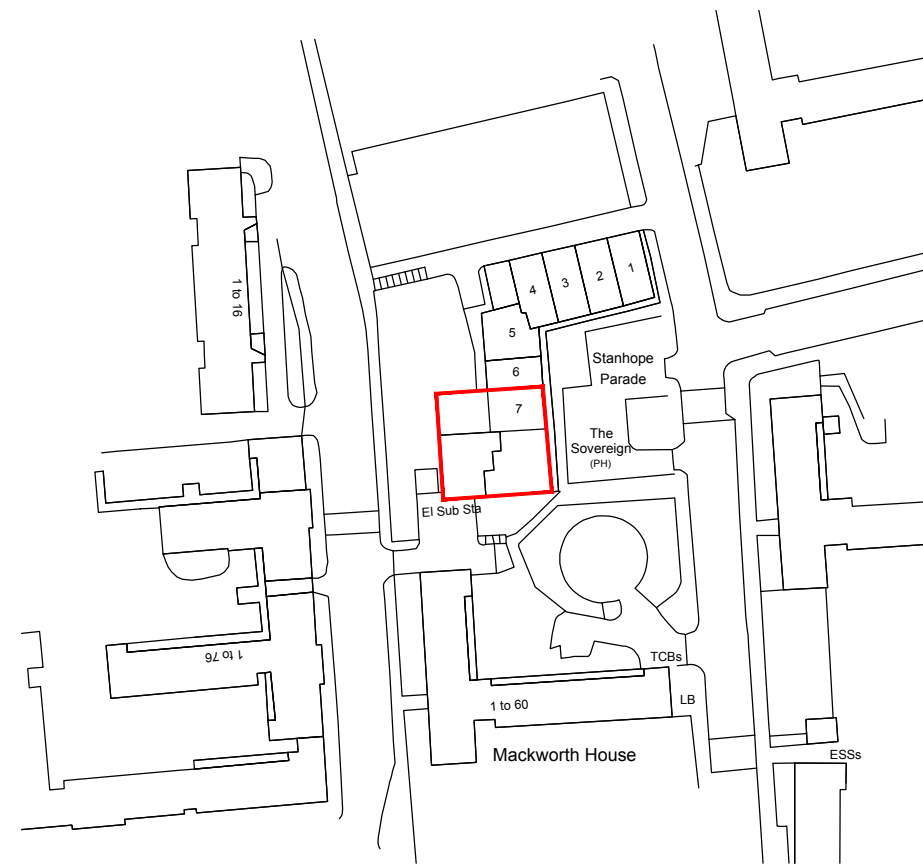 1 to 16
4
3
2
1
5
6
7
Stanhope
Parade
The
Sovereign
(PH)
El Sub Sta
1 to 76
TCBs
1 to 60
LB
Mackworth House
ESSs